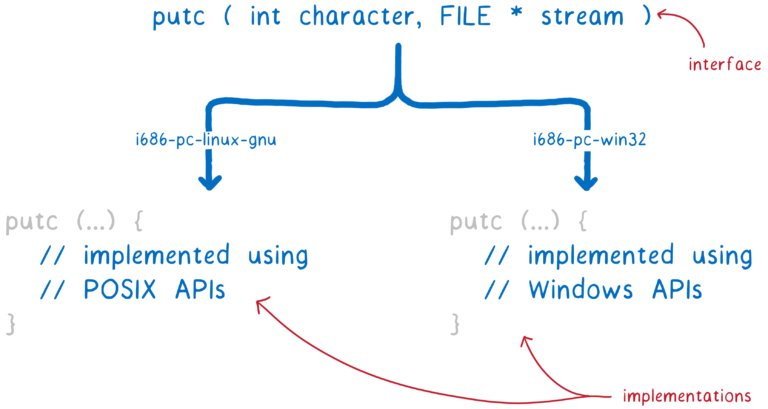 putc ( int character, FILE * stream )
interface
i686-pc-linux-gnu
i686-pc-win32
putc (...) {
// implemented using
// POSIX APIs
}
putc (...) {
// implemented using
// Windows APIs
}
implementations